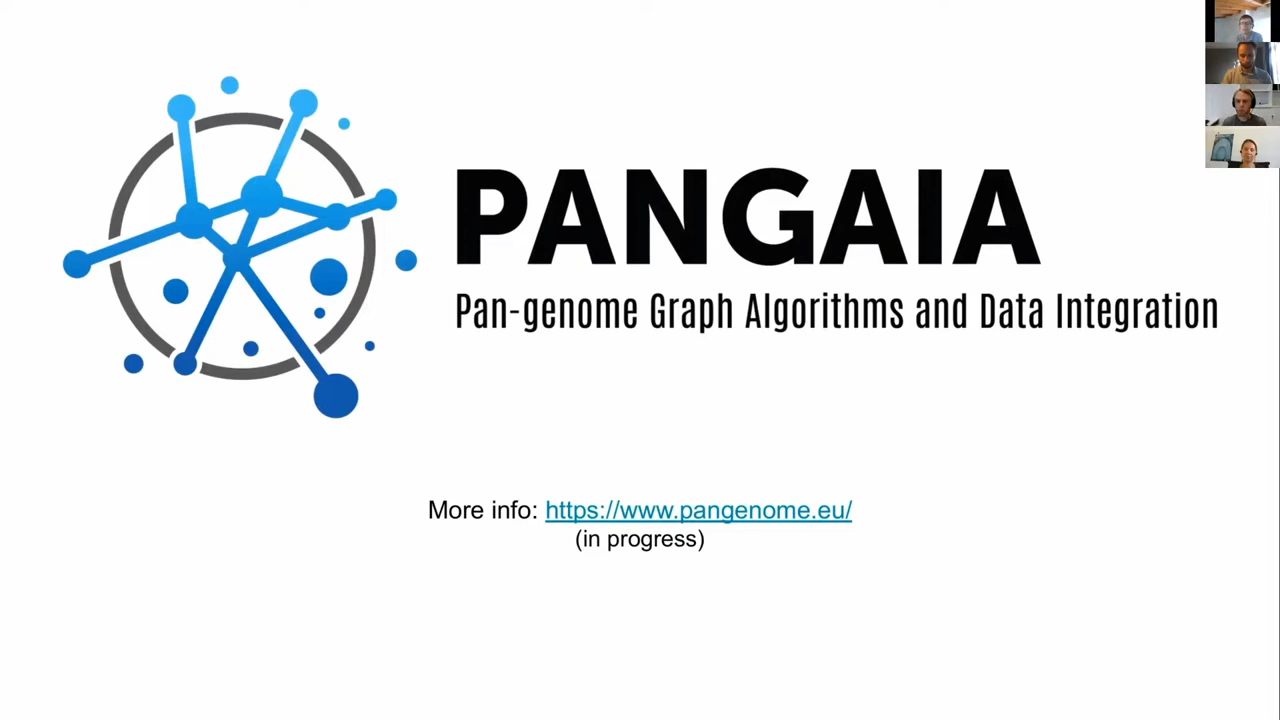 PANGAIA
Pan-genome Graph Algorithms and Data Integration
More info: https://www.pangenome.eu/
(in progress)